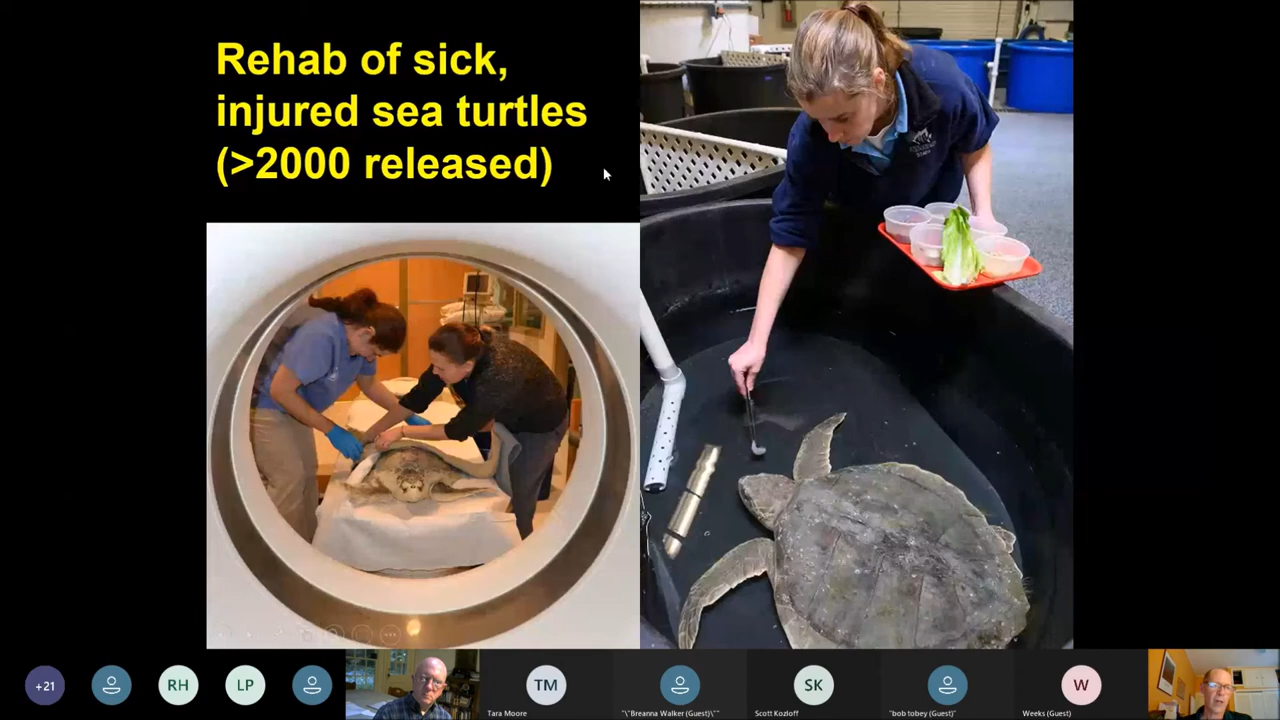 Rehab of sick,
injured sea turtles
(>2000 released)
+21
RH
LP
TM
SK
W
Tara Moore
"\"Breanna Walker (Guest)\""
Scott Kozloff
"bob tobey (Guest)"
Weeks (Guest)